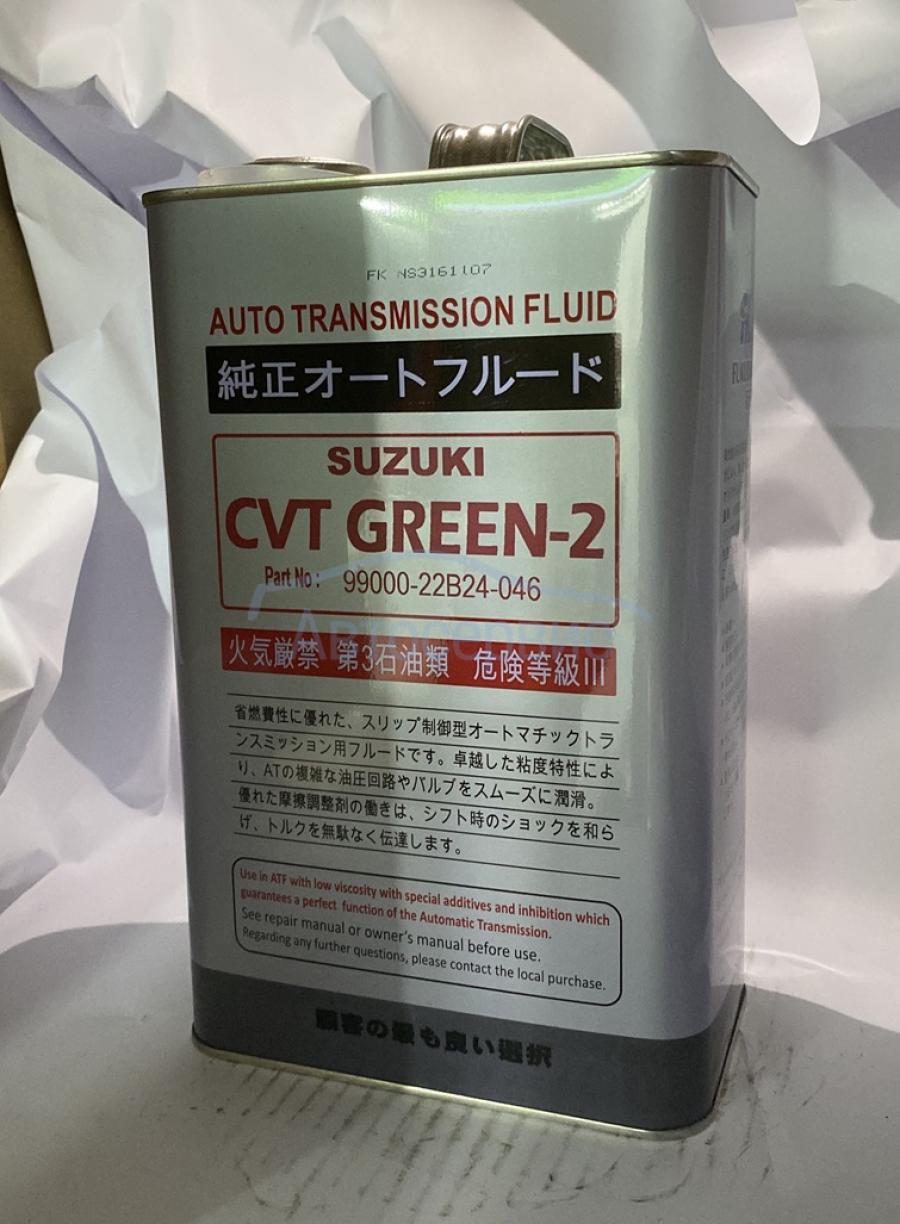 FK NS3161107
AUTO TRANSMISSION FLUID
純正オートフルード
SUZUKI
CVT GREEN-2
Part No : 99000-22B24-046
Автосервис
火気厳禁 第3石油類 危険等級III
省燃費性に優れた、スリップ制御型オートマチックトラ
ンスミッション用フルードです。卓越した粘度特性によ
り、ATの複雑な油圧回路やバルブをスムーズに潤滑。
優れた摩擦調整剤の働きは、シフト時のショックを和ら
げ、トルクを無駄なく伝達します。
Use in ATF with low viscosity with special additives and inhibition which
guarantees a perfect function of the Automatic Transmission.
See repair manual or owner's manual before use.
Regarding any further questions, please contact the local purchase.
顧客の最も良い選択